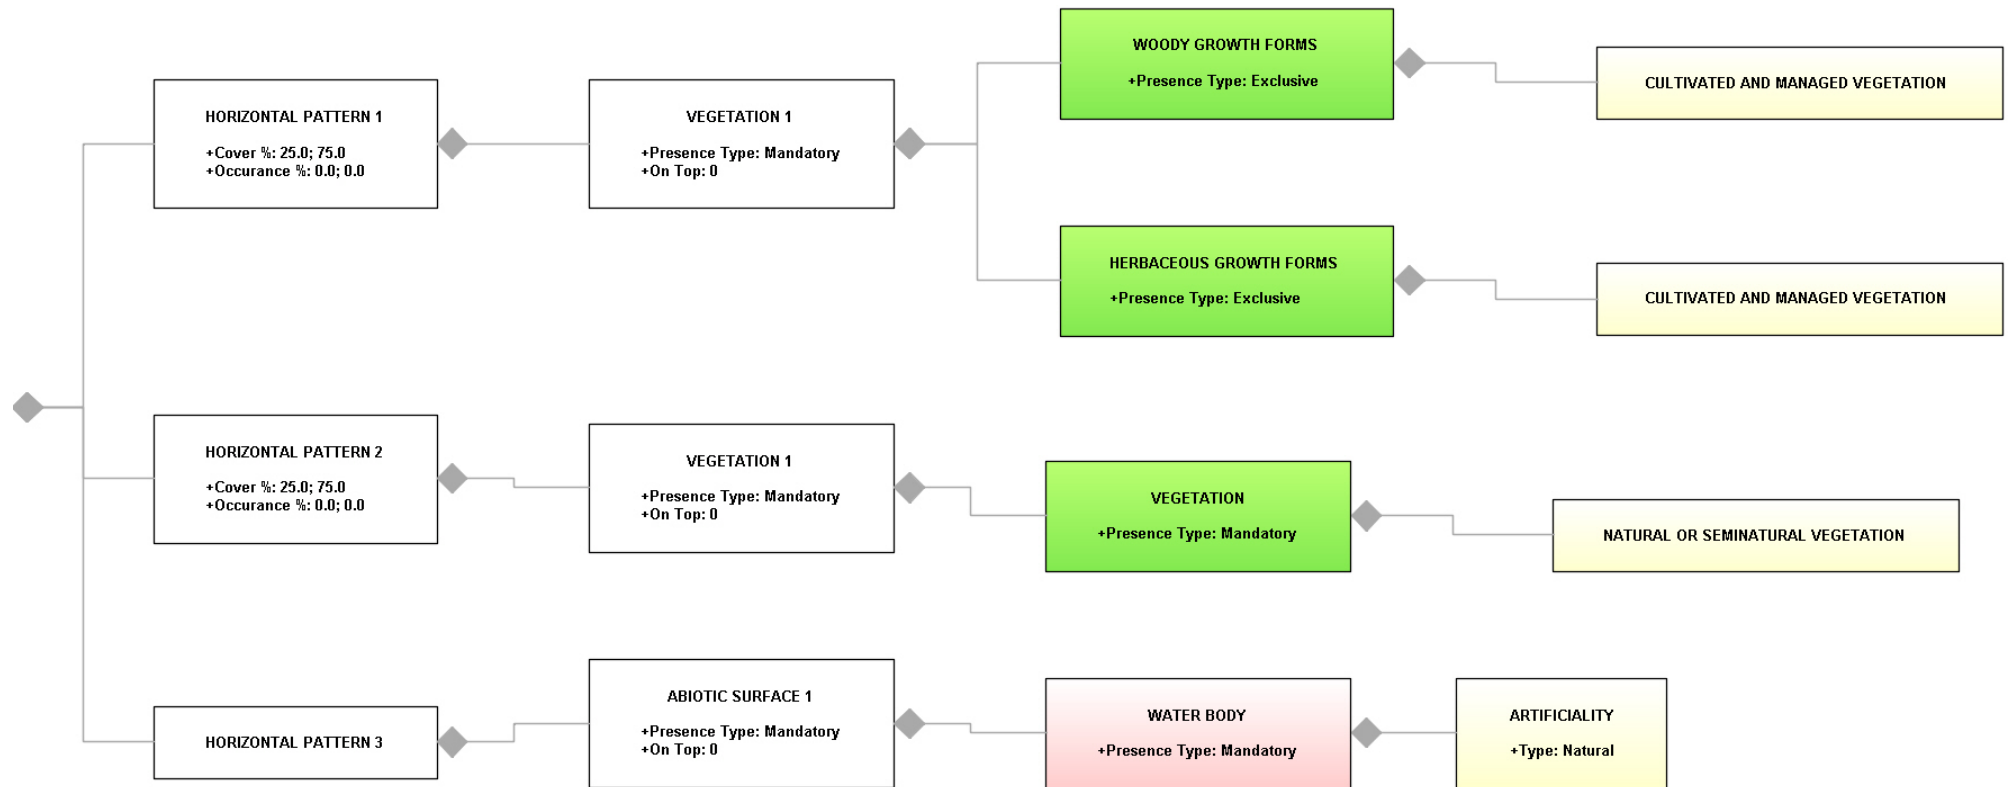 WOODY GROWTH FORMS
+Presence Type: Exclusive
CULTIVATED AND MANAGED VEGETATION
HORIZONTAL PATTERN 1
+Cover %: 25.0; 75.0
+Occurance %: 0.0; 0.0
VEGETATION 1
+Presence Type: Mandatory
+On Top: 0
HERBACEOUS GROWTH FORMS
+Presence Type: Exclusive
CULTIVATED AND MANAGED VEGETATION
HORIZONTAL PATTERN 2
+Cover %: 25.0; 75.0
+Occurance %: 0.0; 0.0
VEGETATION 1
+Presence Type: Mandatory
+On Top: 0
VEGETATION
+Presence Type: Mandatory
NATURAL OR SEMINATURAL VEGETATION
HORIZONTAL PATTERN 3
ABIOTIC SURFACE 1
+Presence Type: Mandatory
+On Top: 0
WATER BODY
+Presence Type: Mandatory
ARTIFICIALITY
+Type: Natural